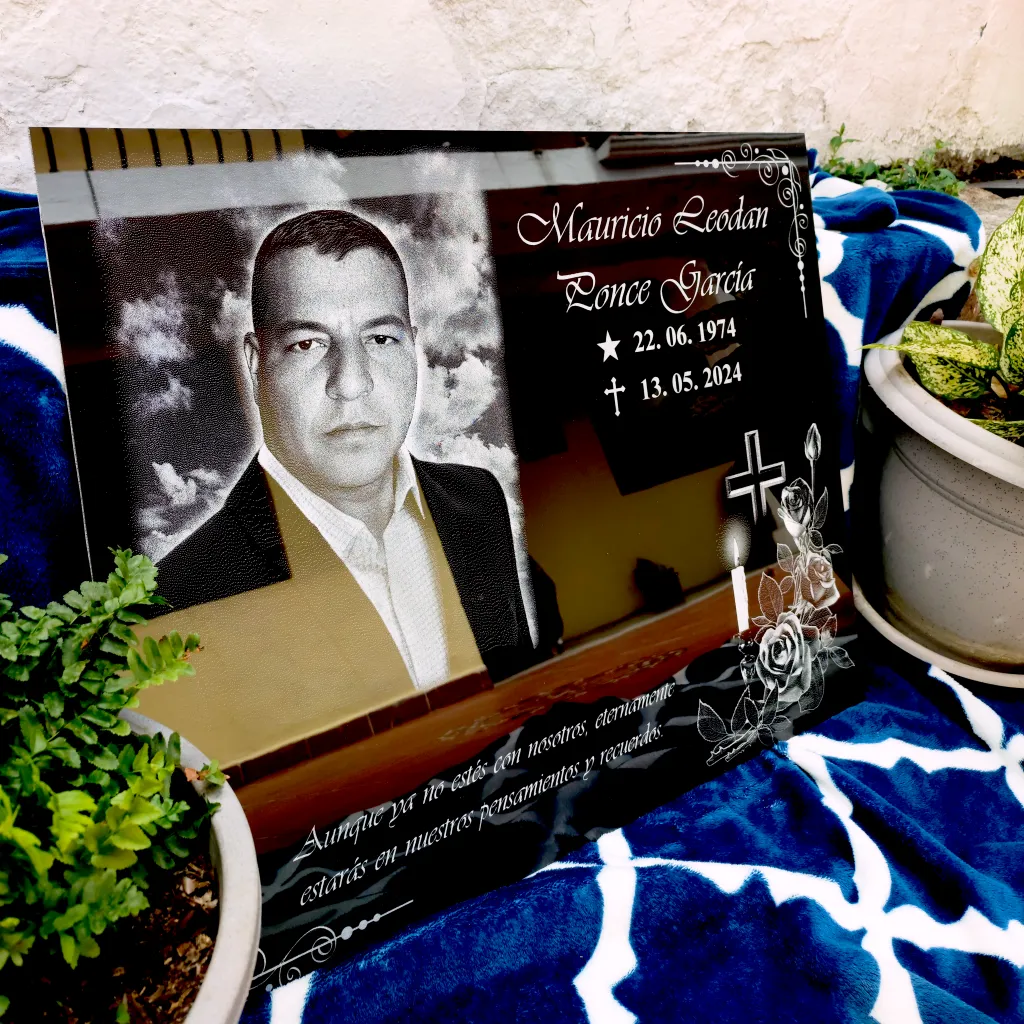 Mauricio Leodan
Ponce García
22. 06. 1974
13. 05. 2024
Aunque ya no estés con nosotros, eternamente
estarás en nuestros pensamientos y recuerdos.